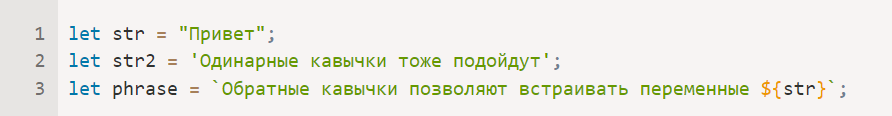 1 let str = "Привет";
2 let str2 = 'Одинарные кавычки тоже подойдут';
3 let phrase = `Обратные кавычки позволяют встраивать переменные ${str}`;